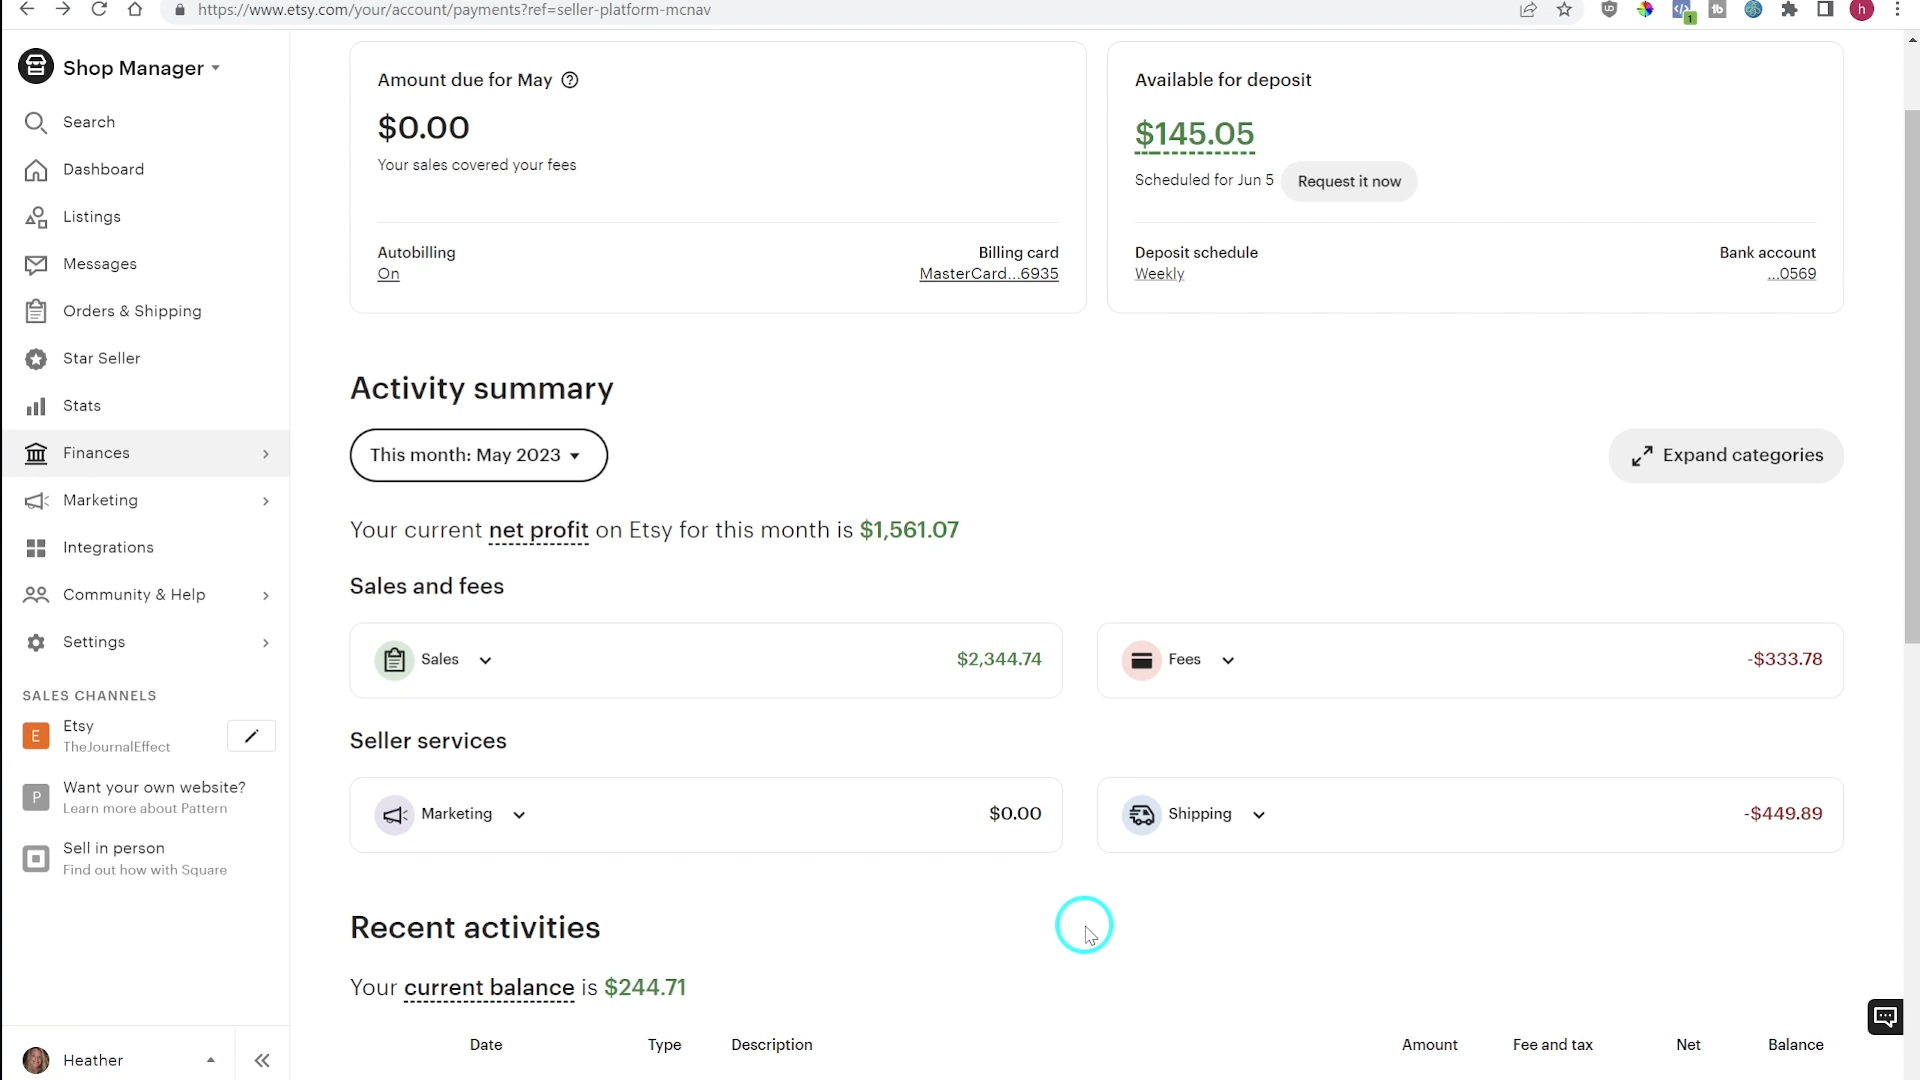 https://www.etsy.com/your/account/payments?ref=seller-platform-mcnav
1
h
Shop Manager
Search
Dashboard
Listings
Messages
Orders & Shipping
Star Seller
Stats
Finances
Marketing
Integrations
Community & Help
Settings
SALES CHANNELS
E
Etsy
TheJournalEffect
P
Want your own website?
Learn more about Pattern
Sell in person
Find out how with Square
Heather
Amount due for May
$0.00
Your sales covered your fees
Autobilling
On
Billing card
MasterCard...6935
Available for deposit
$145.05
Scheduled for Jun 5 Request it now
Deposit schedule
Weekly
Bank account
...0569
Activity summary
This month: May 2023
Expand categories
Your current net profit on Etsy for this month is $1,561.07
Sales and fees
Sales $2,344.74
Fees -$333.78
Seller services
Marketing $0.00
Shipping -$449.89
Recent activities
Your current balance is $244.71
Date Type Description Amount Fee and tax Net Balance